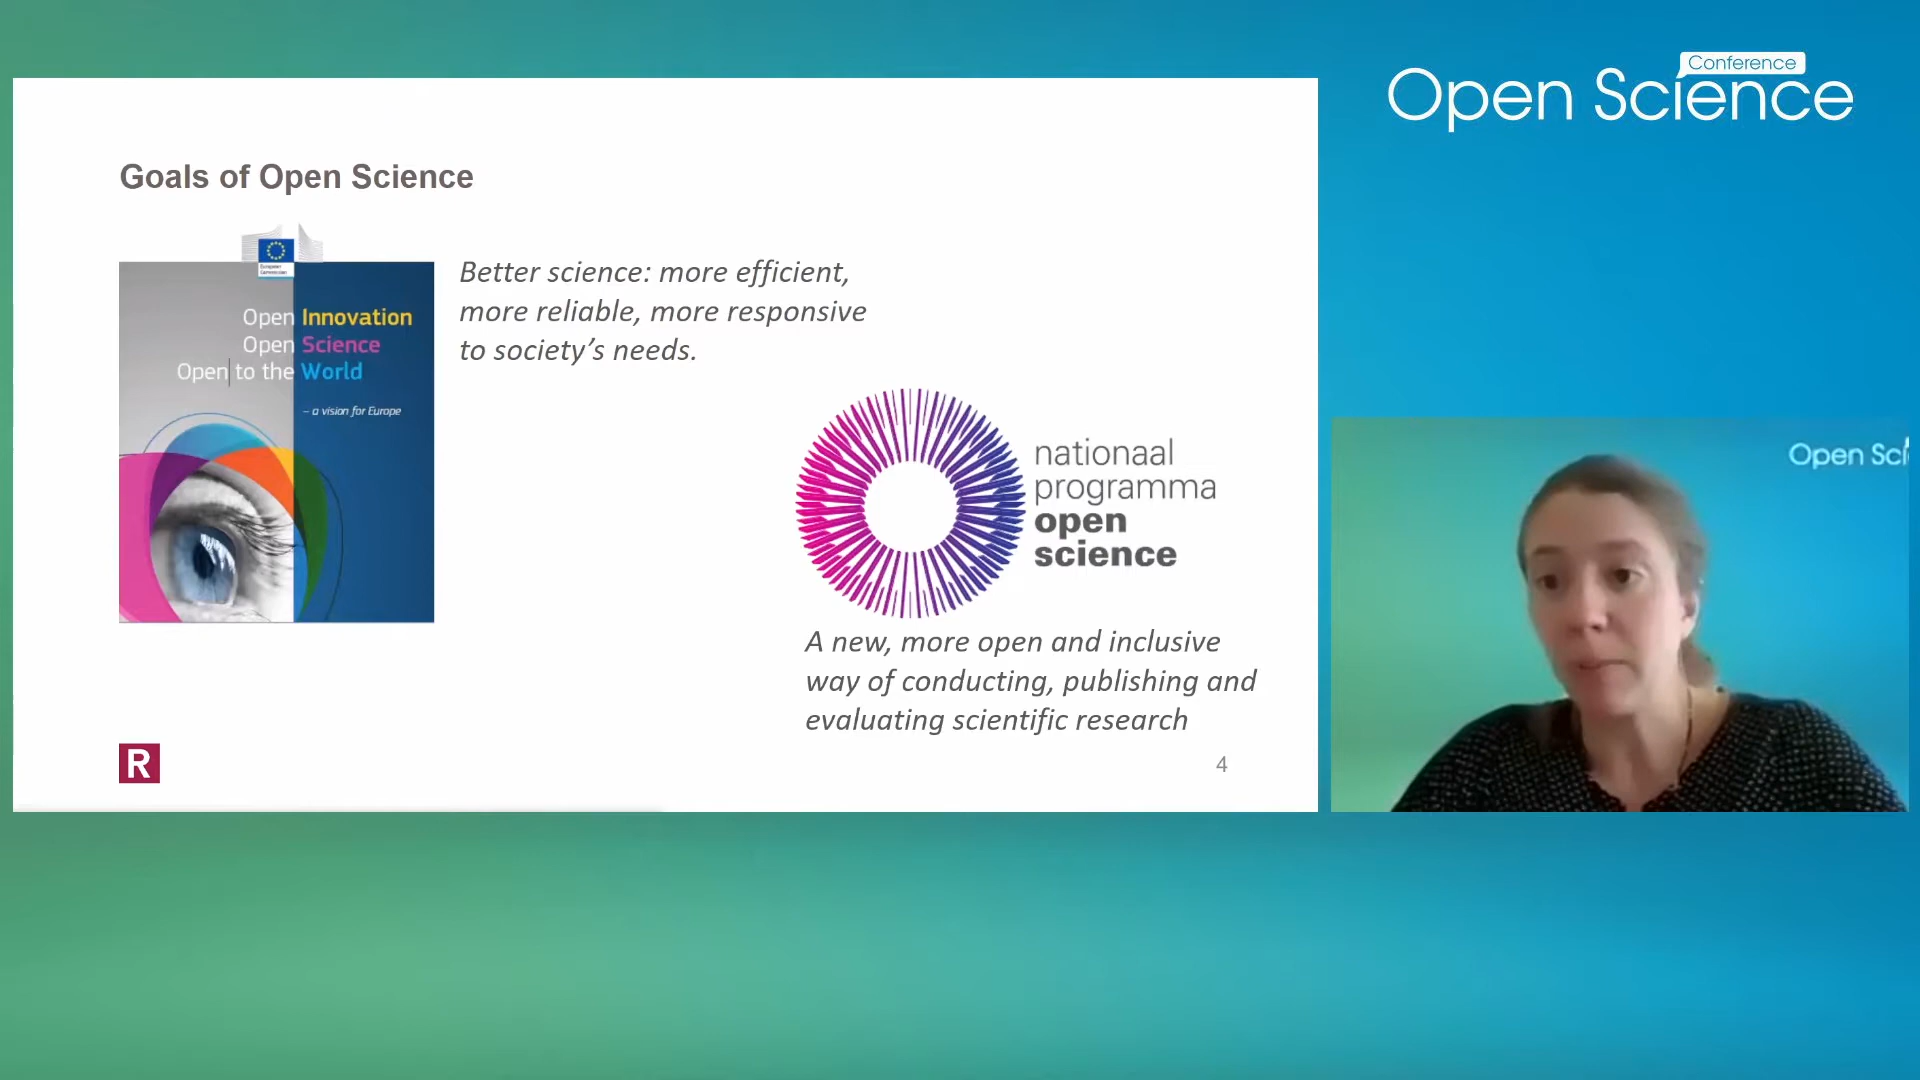 Conference
Open Science
Goals of Open Science
European
Commission
Open Innovation
Open Science
Open to the World
– a vision for Europe
Better science: more efficient,
more reliable, more responsive
to society’s needs.
nationaal
programma
open
science
A new, more open and inclusive
way of conducting, publishing and
evaluating scientific research
R
4
Open Sci